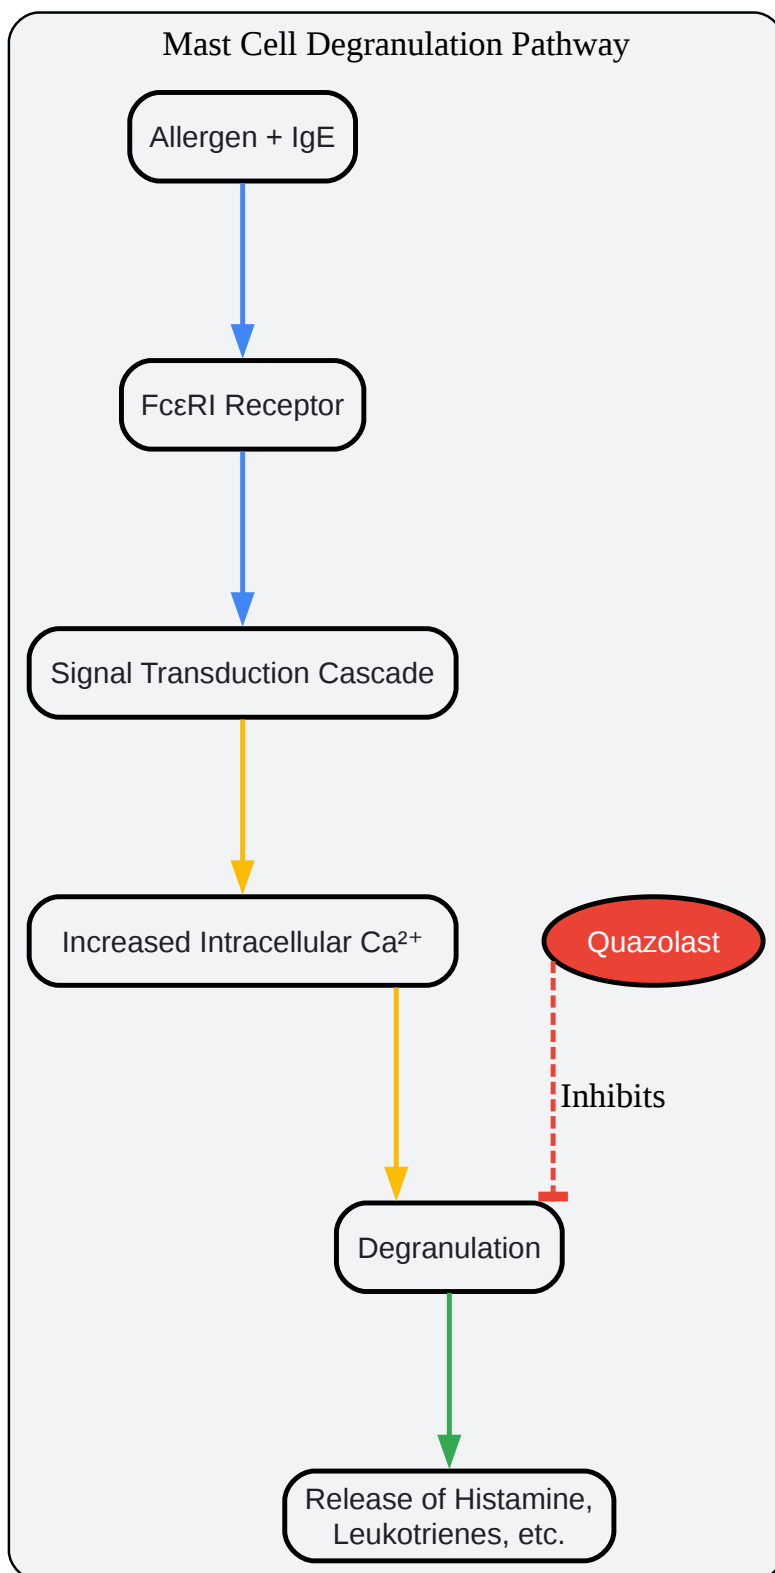 Mast Cell Degranulation Pathway
Allergen + IgE
FcεRI Receptor
Signal Transduction Cascade
Increased Intracellular Ca²⁺
Quazolast
Inhibits
Degranulation
Release of Histamine,
Leukotrienes, etc.